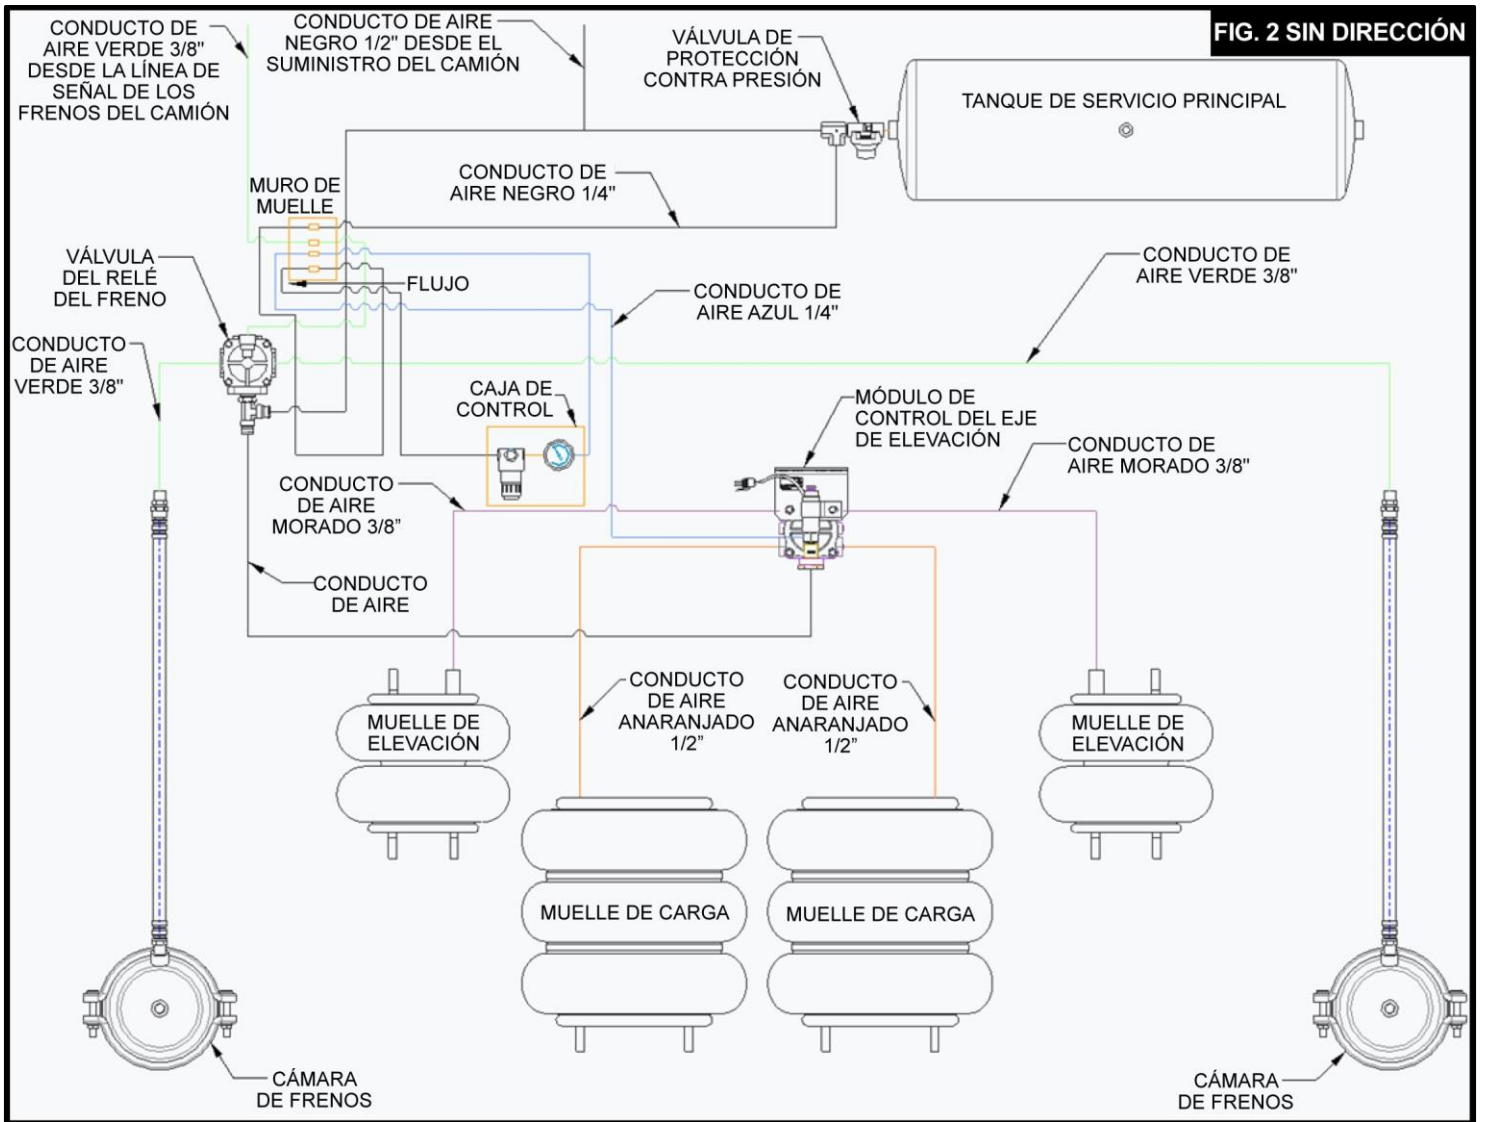 FIG. 2 SIN DIRECCIÓN
CONDUCTO DE
AIRE VERDE 3/8"
DESDE LA LÍNEA DE
SEÑAL DE LOS
FRENOS DEL CAMIÓN
CONDUCTO DE AIRE
NEGRO 1/2" DESDE EL
SUMINISTRO DEL CAMIÓN
VÁLVULA DE
PROTECCIÓN
CONTRA PRESIÓN
TANQUE DE SERVICIO PRINCIPAL
CONDUCTO DE
AIRE NEGRO 1/4"
MURO DE
MUELLE
VÁLVULA
DEL RELÉ
DEL FRENO
FLUJO
CONDUCTO DE
AIRE AZUL 1/4"
CONDUCTO DE
AIRE VERDE 3/8"
CONDUCTO
DE AIRE
VERDE 3/8"
CAJA DE
CONTROL
MÓDULO DE
CONTROL DEL EJE
DE ELEVACIÓN
CONDUCTO DE
AIRE MORADO 3/8"
CONDUCTO
DE AIRE
MORADO 3/8”
CONDUCTO
DE AIRE
CONDUCTO
DE AIRE
ANARANJADO
1/2”
CONDUCTO
DE AIRE
ANARANJADO
1/2”
MUELLE DE
ELEVACIÓN
MUELLE DE
ELEVACIÓN
MUELLE DE CARGA
MUELLE DE CARGA
CÁMARA
DE FRENOS
CÁMARA
DE FRENOS